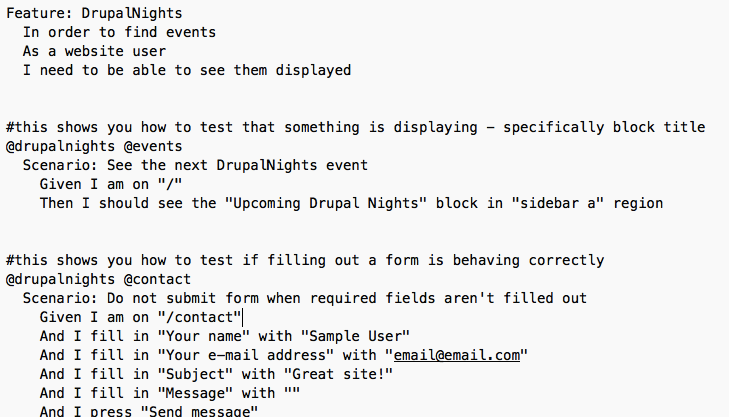 Feature: DrupalNights
In order to find events
As a website user
I need to be able to see them displayed
#this shows you how to test that something is displaying – specifically block title
@drupalnights @events
Scenario: See the next DrupalNights event
Given I am on "/"
Then I should see the "Upcoming Drupal Nights" block in "sidebar a" region
#this shows you how to test if filling out a form is behaving correctly
@drupalnights @contact
Scenario: Do not submit form when required fields aren't filled out
Given I am on "/contact"
And I fill in "Your name" with "Sample User"
And I fill in "Your e-mail address" with "email@email.com"
And I fill in "Subject" with "Great site!"
And I fill in "Message" with ""
And I press "Send message"